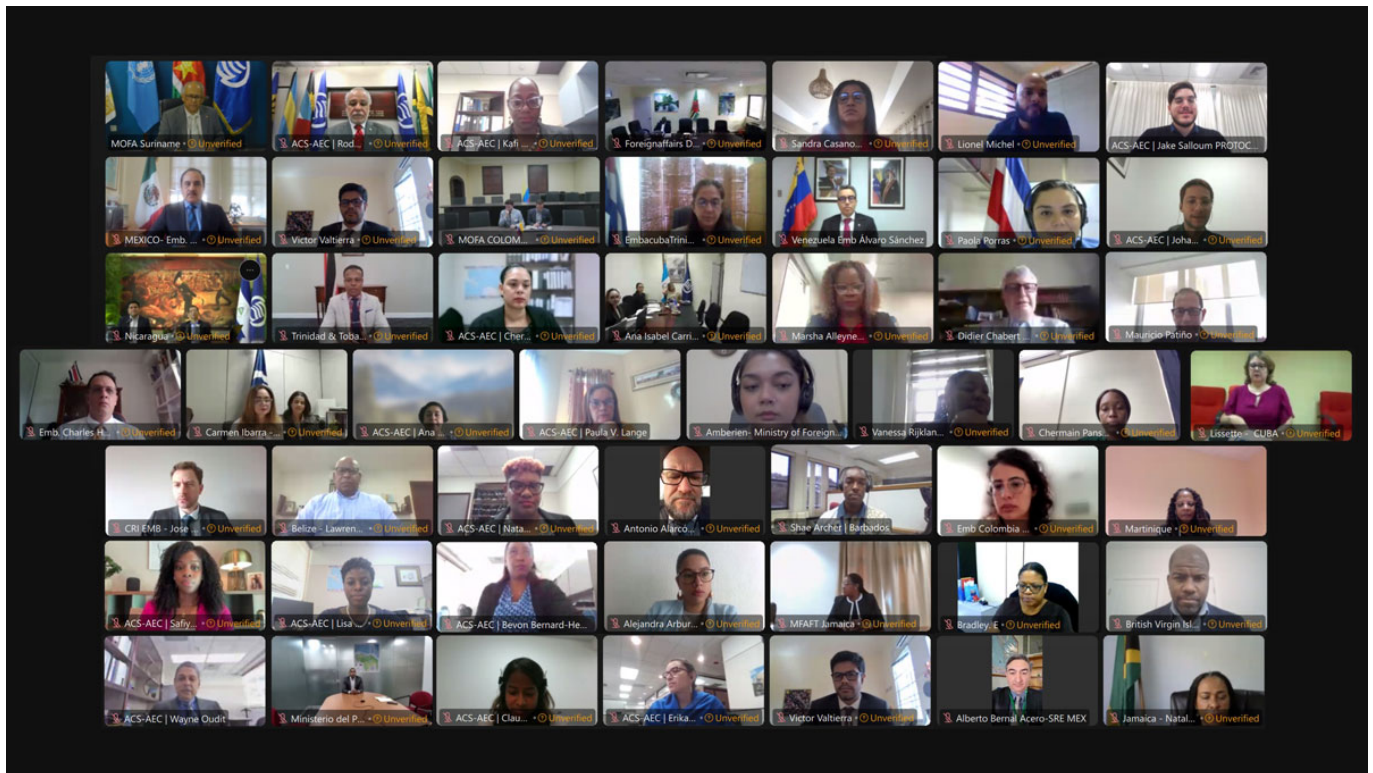 MOFA Suriname • Unverified
ACS-AEC | Rod... • Unverified
ACS-AEC | Kafi ... • Unverified
Foreignaffairs D... • Unverified
Sandra Casano... • Unverified
Lionel Michel • Unverified
ACS-AEC | Jake Salloum PROTOC...
MEXICO- Emb. ... • Unverified
Victor Valtierra • Unverified
MOFA COLOM... • Unverified
EmbacubaTrini... • Unverified
Venezuela Emb Álvaro Sánchez
Paola Porras • Unverified
ACS-AEC | Joha... • Unverified
Nicaragua • Unverified
Trinidad & Toba... • Unverified
ACS-AEC | Cher... • Unverified
Ana Isabel Carri... • Unverified
Marsha Alleyne... • Unverified
Didier Chabert ... • Unverified
Mauricio Patiño • Unverified
Emb. Charles H... • Unverified
Carmen Ibarra -... • Unverified
ACS-AEC | Ana ... • Unverified
ACS-AEC | Paula V. Lange
Amberien- Ministry of Foreign...
Vanessa Rijklan... • Unverified
Chermain Pans... • Unverified
Lissette - CUBA • Unverified
CRI EMB - Jose ... • Unverified
Belize - Lawren... • Unverified
ACS-AEC | Nata... • Unverified
Antonio Alarcó... • Unverified
Shae Archer | Barbados
Emb Colombia ... • Unverified
Martinique • Unverified
ACS-AEC | Safiy... • Unverified
ACS-AEC | Lisa ... • Unverified
ACS-AEC | Bevon Bernard-He...
Alejandra Arbur... • Unverified
MFAFT Jamaica • Unverified
Bradley, E • Unverified
British Virgin Isl... • Unverified
ACS-AEC | Wayne Oudit
Ministerio del P... • Unverified
ACS-AEC | Clau... • Unverified
ACS-AEC | Erika... • Unverified
Victor Valtierra • Unverified
Alberto Bernal Acero-SRE MEX
Jamaica - Natal... • Unverified